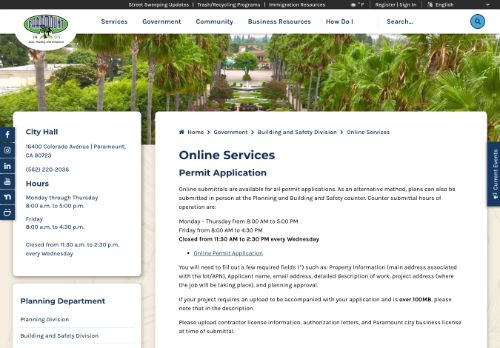 Street Sweeping Updates | Trash/Recycling Programs | Immigration Resources
° F
Register | Sign In
English
PARAMOUNT
Services
Government
Community
Business Resources
How Do I
Search...
City Hall
16400 Colorado Avenue | Paramount,
CA 90723
(562) 220-2036
Hours
Monday through Thursday
8:00 a.m. to 5:00 p.m.
Friday
8:00 a.m. to 4:30 p.m.
Closed from 11:30 a.m. to 2:30 p.m.
every Wednesday
Planning Department
Planning Division
Building and Safety Division
Home > Government > Building and Safety Division > Online Services
Online Services
Permit Application
Online submittals are available for all permit applications. As an alternative method, plans can also be
submitted in person at the Planning and Building and Safety counter. Counter submittal hours of
operation are:
Monday - Thursday from 8:00 AM to 5:00 PM
Friday from 8:00 AM to 4:30 PM
Closed from 11:30 AM to 2:30 PM every Wednesday
• Online Permit Application
You will need to fill out a few required fields (*) such as: Property Information (main address associated
with the lot/APN), Applicant name, email address, detailed description of work, project address (where
the job will be taking place), and planning approval.
If your project requires an upload to be accompanied with your application and is over 100MB, please
note that in the description.
Please upload contractor license information, authorization letters, and Paramount city business license
at time of submittal.
Current Events